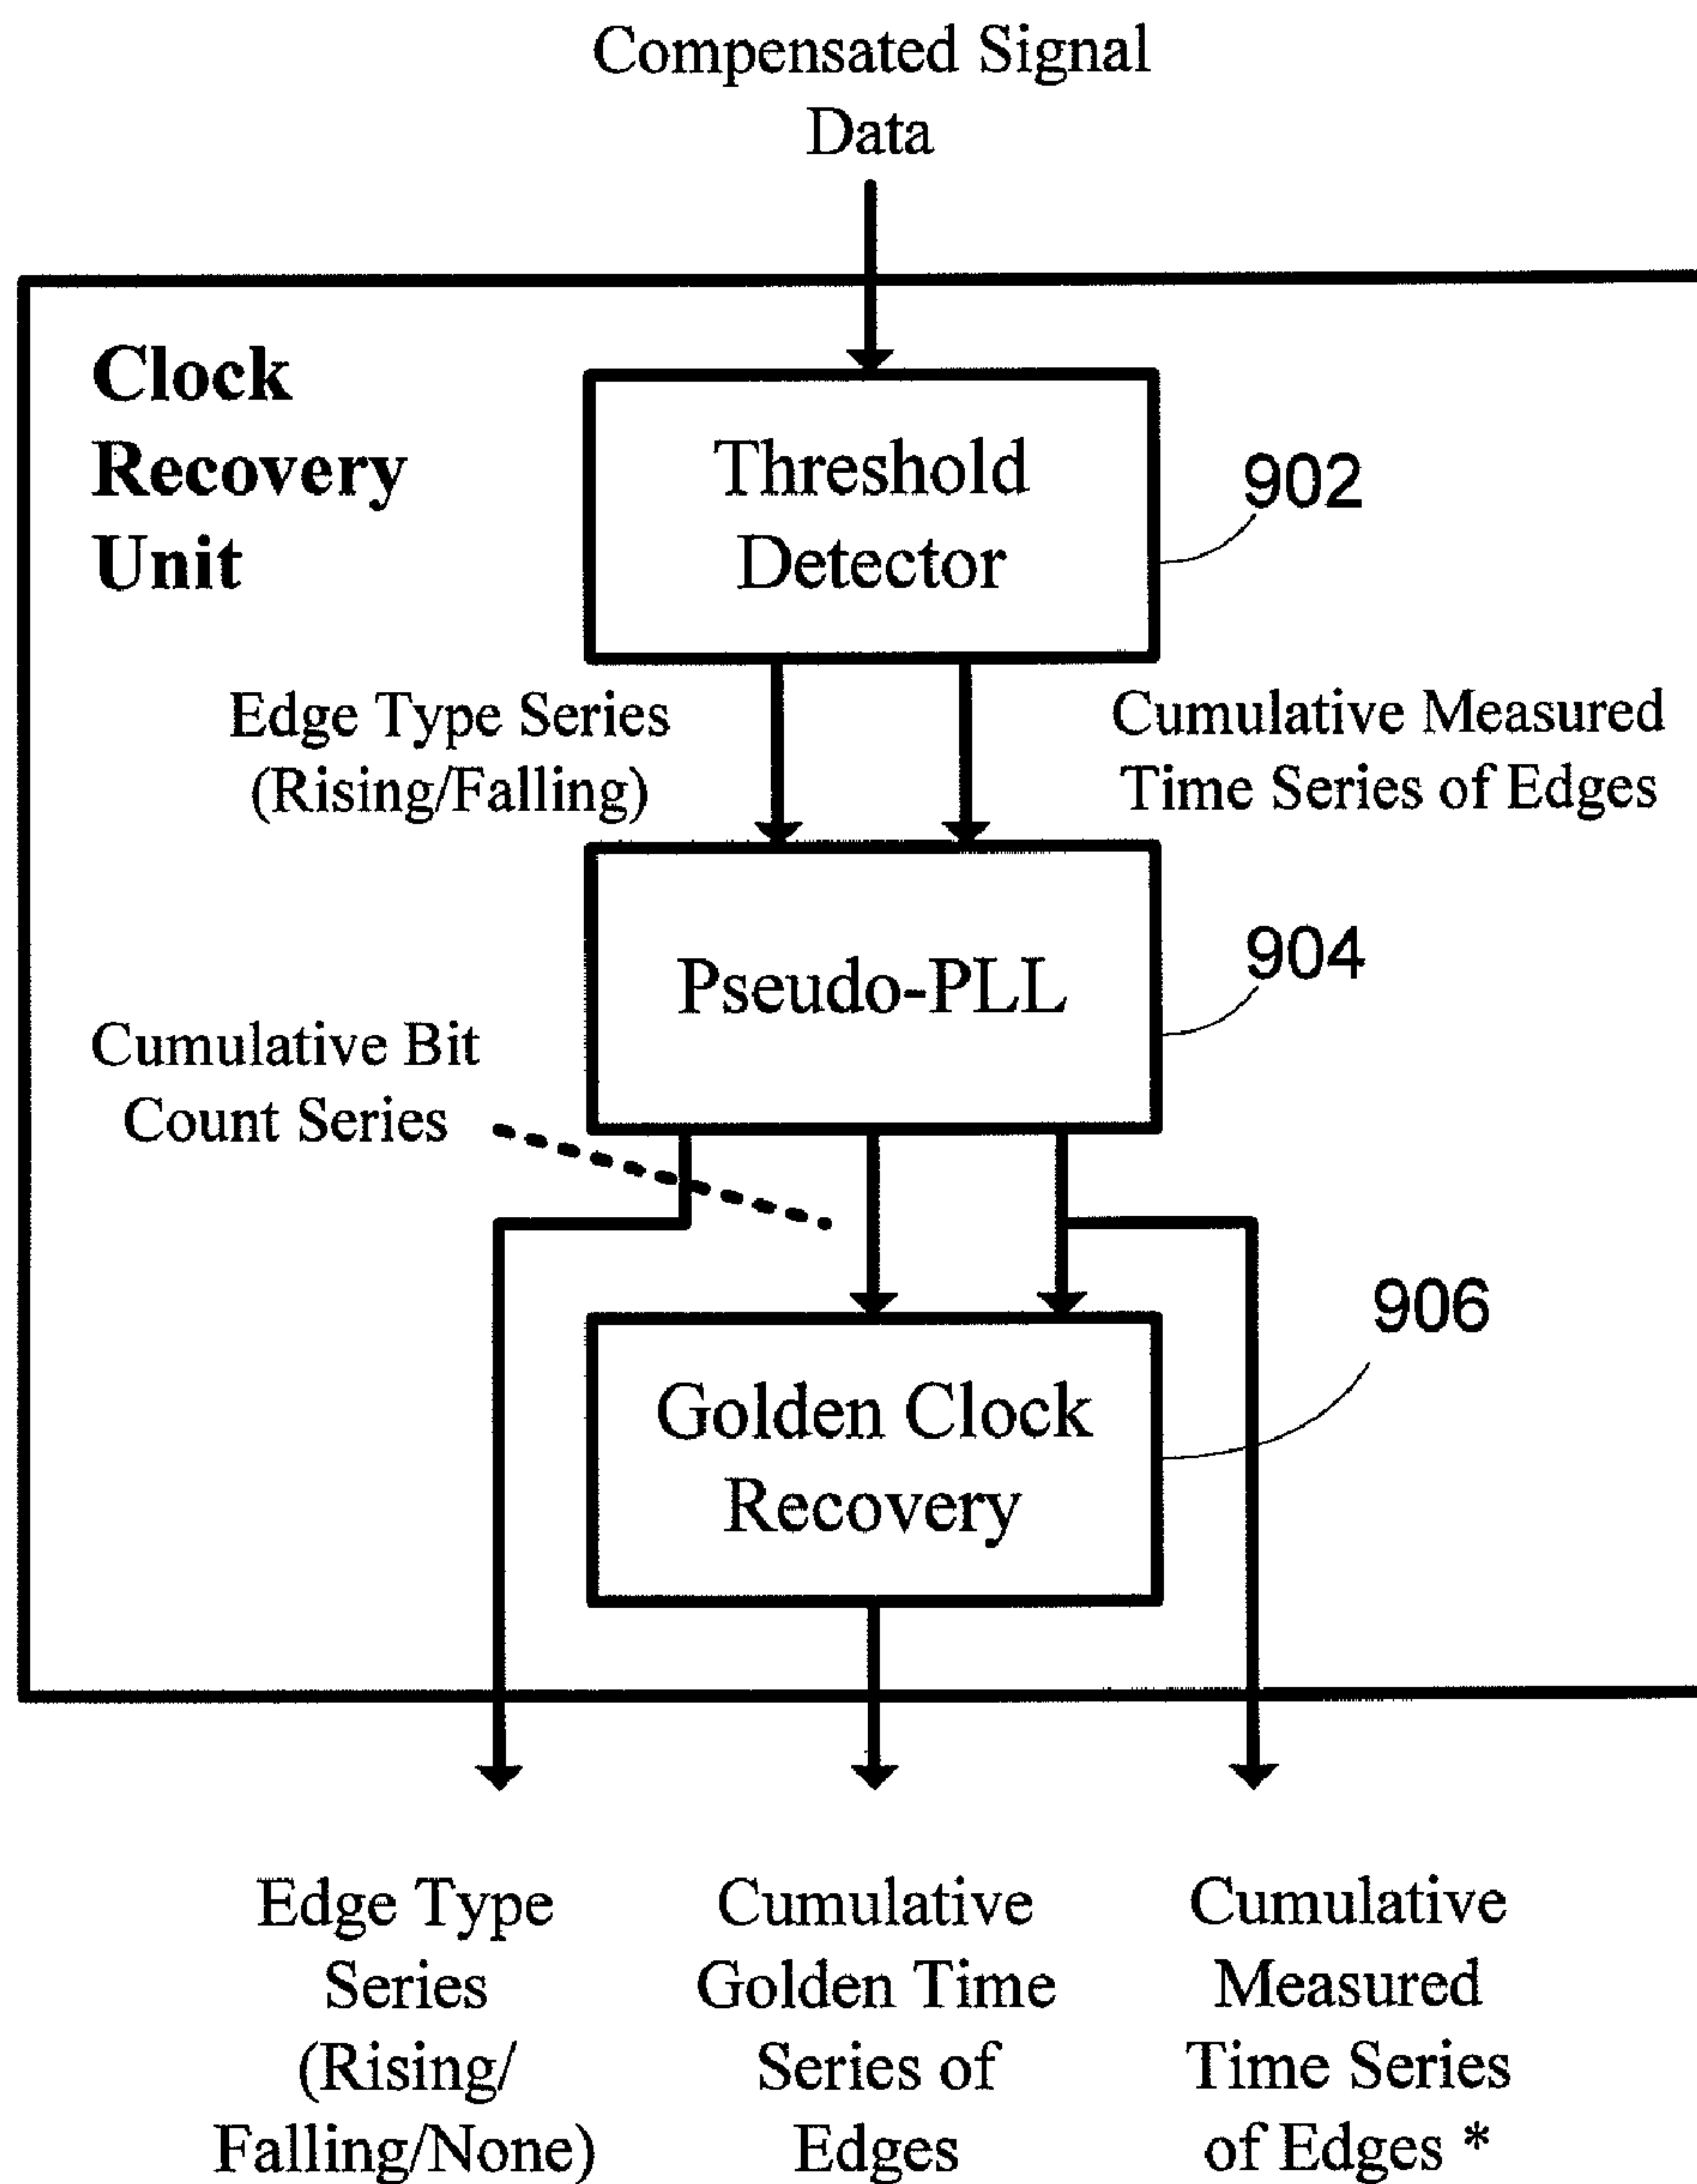 Compensated Signal
Data
Clock
Recovery
Unit
Threshold
Detector
902
Edge Type Series
(Rising/Falling)
Cumulative Measured
Time Series of Edges
Pseudo-PLL
904
Cumulative Bit
Count Series
906
Golden Clock
Recovery
Edge Type
Series
(Rising/
Falling/None)
Cumulative
Golden Time
Series of
Edges
Cumulative
Measured
Time Series
of Edges *